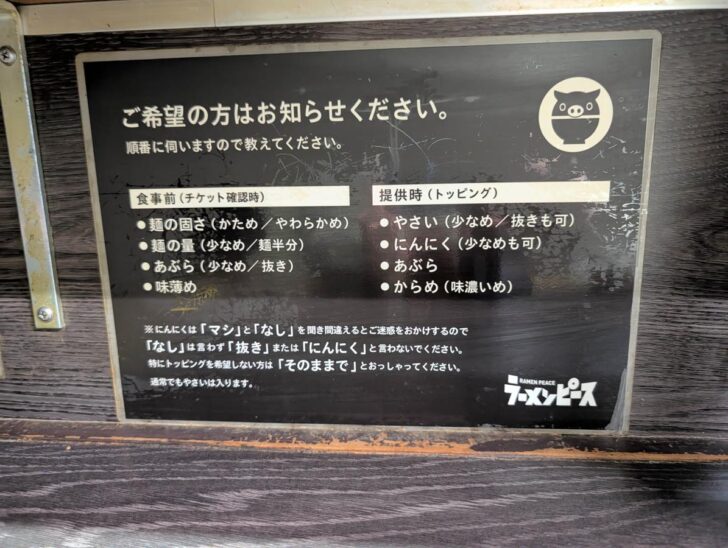 ご希望の方はお知らせください。
順番に伺いますので教えてください。
食事前（チケット確認時）
●麺の固さ（かため／やわらかめ）
●麺の量（少なめ／麺半分）
●あぶら（少なめ／抜き）
●味薄め
提供時（トッピング）
●やさい（少なめ／抜きも可）
●にんにく（少なめも可）
●あぶら
●からめ（味濃いめ）
※にんにくは「マシ」と「なし」を聞き間違えるとご迷惑をおかけするので
「なし」は言わず「抜き」または「にんにく」と言わないでください。
特にトッピングを希望しない方は「そのままで」とおっしゃってください。
通常でもやさいは入ります。
RAMEN PEACE
ラーメンピース